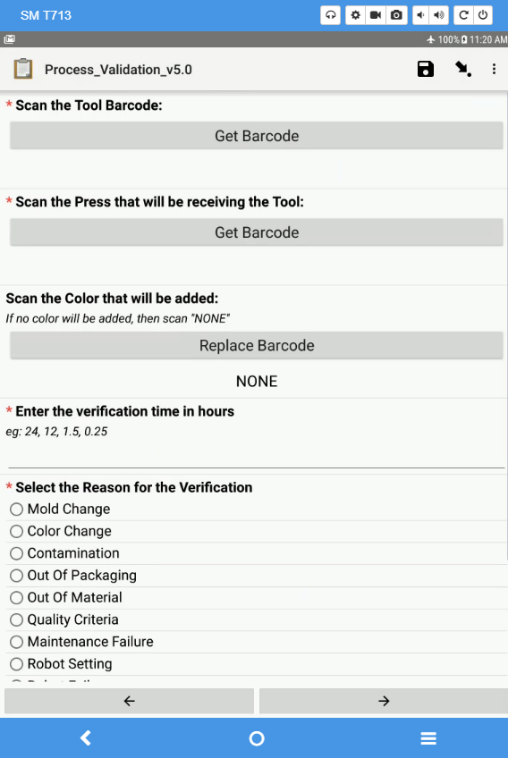 SM T713
100% 11:20 AM
Process_Validation_v5.0
* Scan the Tool Barcode:
Get Barcode
* Scan the Press that will be receiving the Tool:
Get Barcode
Scan the Color that will be added:
If no color will be added, then scan "NONE"
Replace Barcode
NONE
* Enter the verification time in hours
eg: 24, 12, 1.5, 0.25
* Select the Reason for the Verification
Mold Change
Color Change
Contamination
Out Of Packaging
Out Of Material
Quality Criteria
Maintenance Failure
Robot Setting